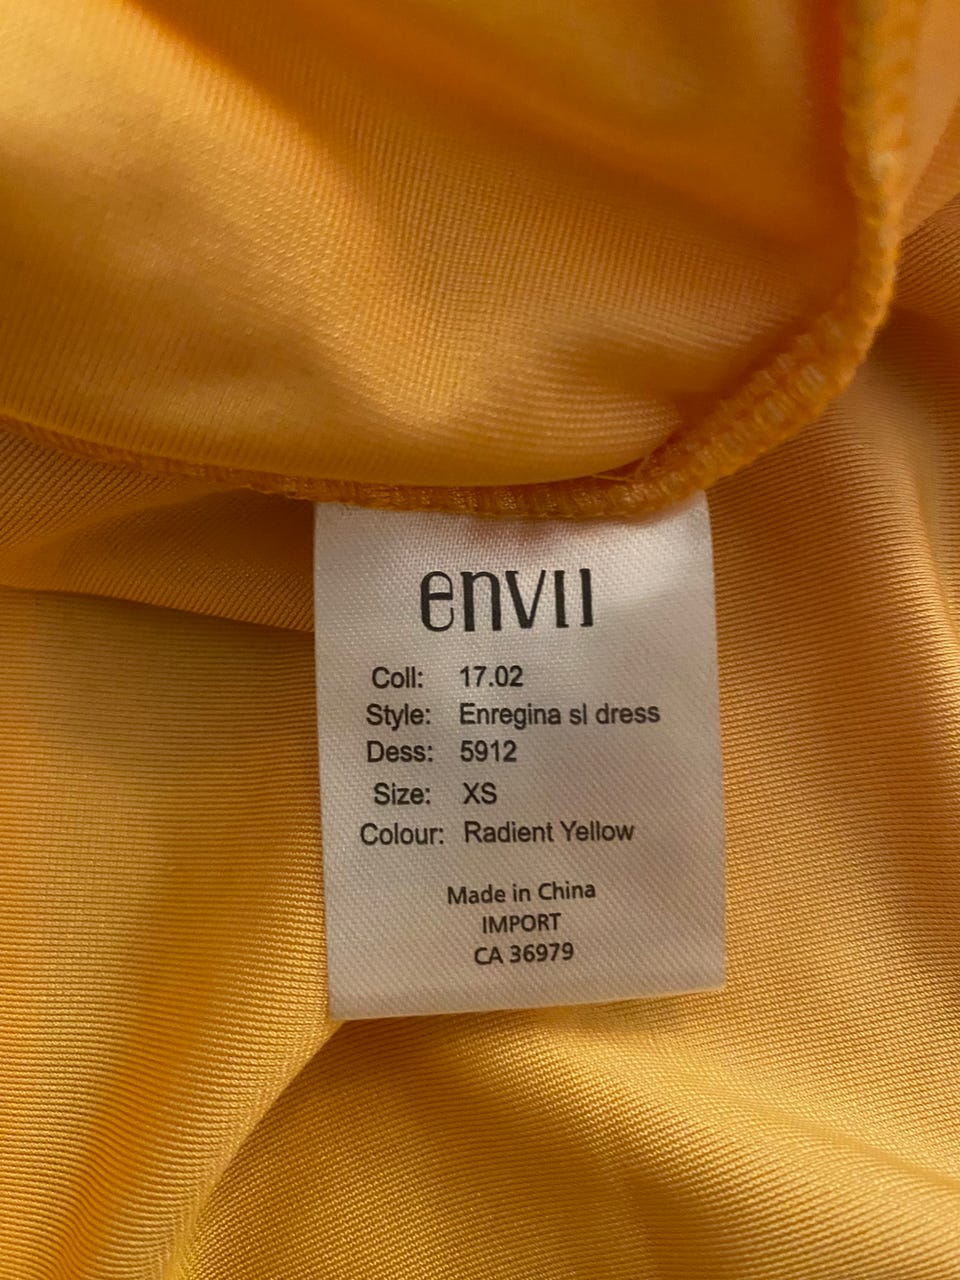 envii
Coll: 17.02
Style: Enregina sl dress
Dess: 5912
Size: XS
Colour: Radient Yellow
Made in China
IMPORT
CA 36979